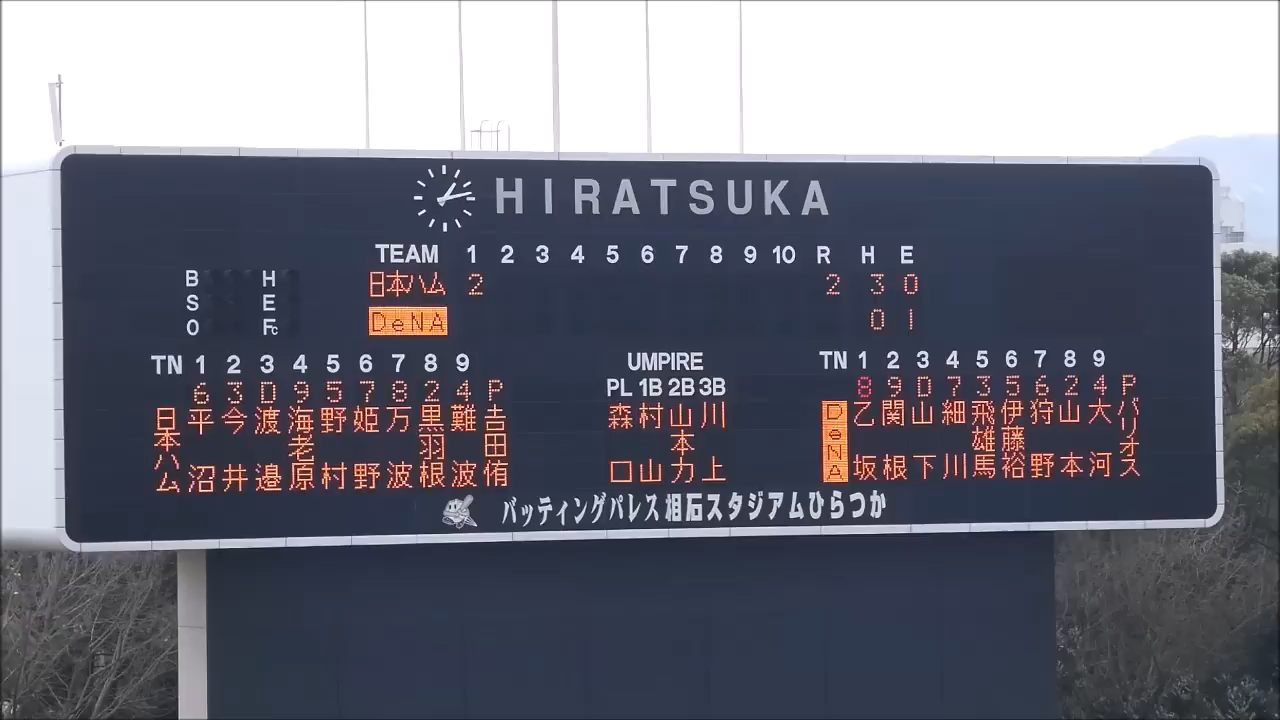 HIRATSUKA
TEAM 1 2 3 4 5 6 7 8 9 10 R H E
日本ハム 2 2 3 0
DeNA 0 1
B H
S E
O Fc
TN 1 2 3 4 5 6 7 8 9
6 3 D 9 5 7 8 2 4 P
日本ハム 平沼 今井 渡邉 海老原 野村 姫野 万波 黒羽根 難波 吉田侑
UMPIRE
PL 1B 2B 3B
森口 村山 山本力 川上
TN 1 2 3 4 5 6 7 8 9
8 9 D 7 3 5 6 2 4 P
DeNA 乙坂 関根 山下 細川 飛雄馬 伊藤裕 狩野 山本 大河 バリオス
バッティングパレス相石スタジアムひらつか